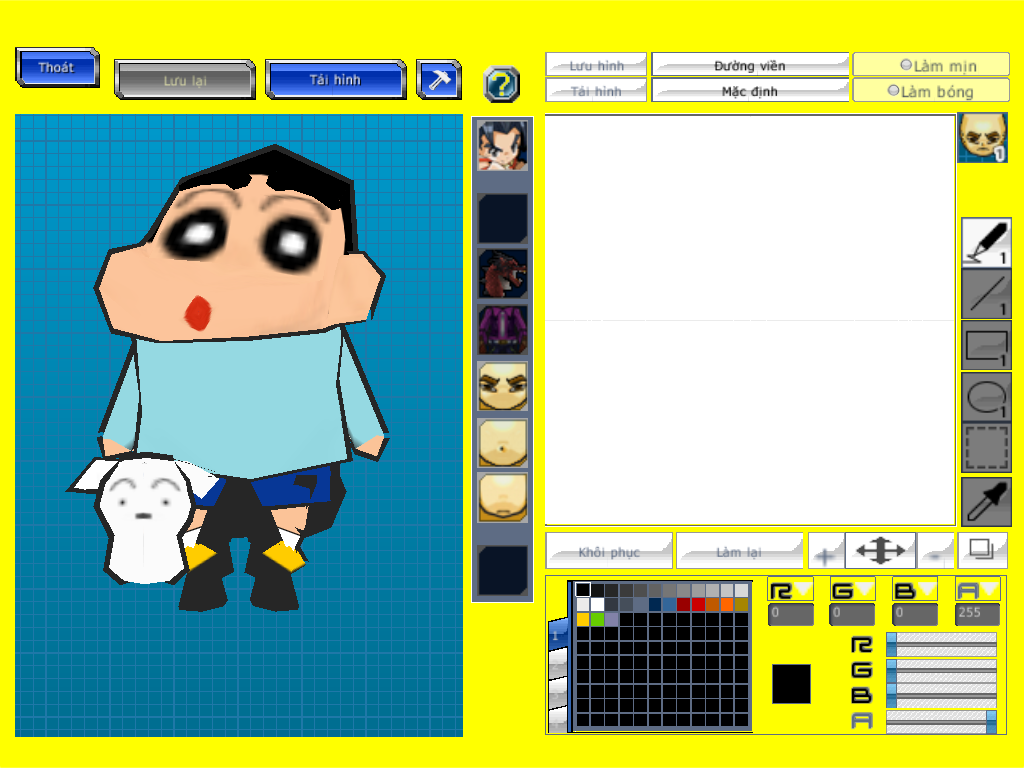 Thoát
Lưu lại
Tải hình
?
Lưu hình
Đường viền
Làm mịn
Tải hình
Mặc định
Làm bóng
1
1
1
1
1
Khôi phục
Làm lại
+
-
R
G
B
A
0
0
0
255
1
R
G
B
A